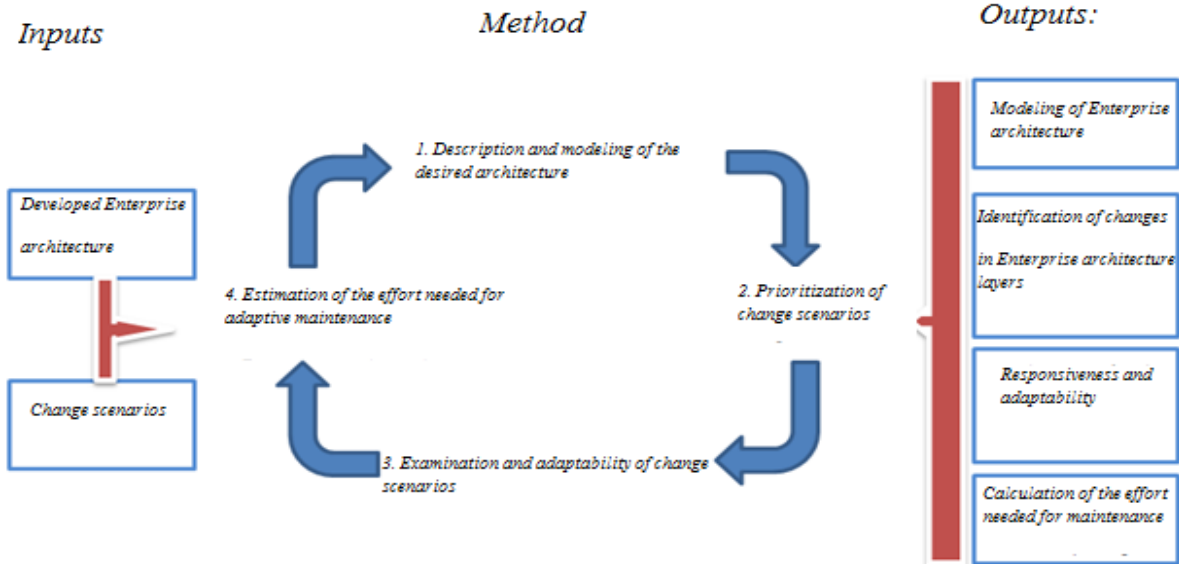 Inputs
Method
Outputs:
Developed Enterprise
architecture
Change scenarios
1. Description and modeling of the
desired architecture
2. Prioritization of
change scenarios
3. Examination and adaptability of change
scenarios
4. Estimation of the effort needed for
adaptive maintenance
Modeling of Enterprise
architecture
Identification of changes
in Enterprise architecture
layers
Responsiveness and
adaptability
Calculation of the effort
needed for maintenance